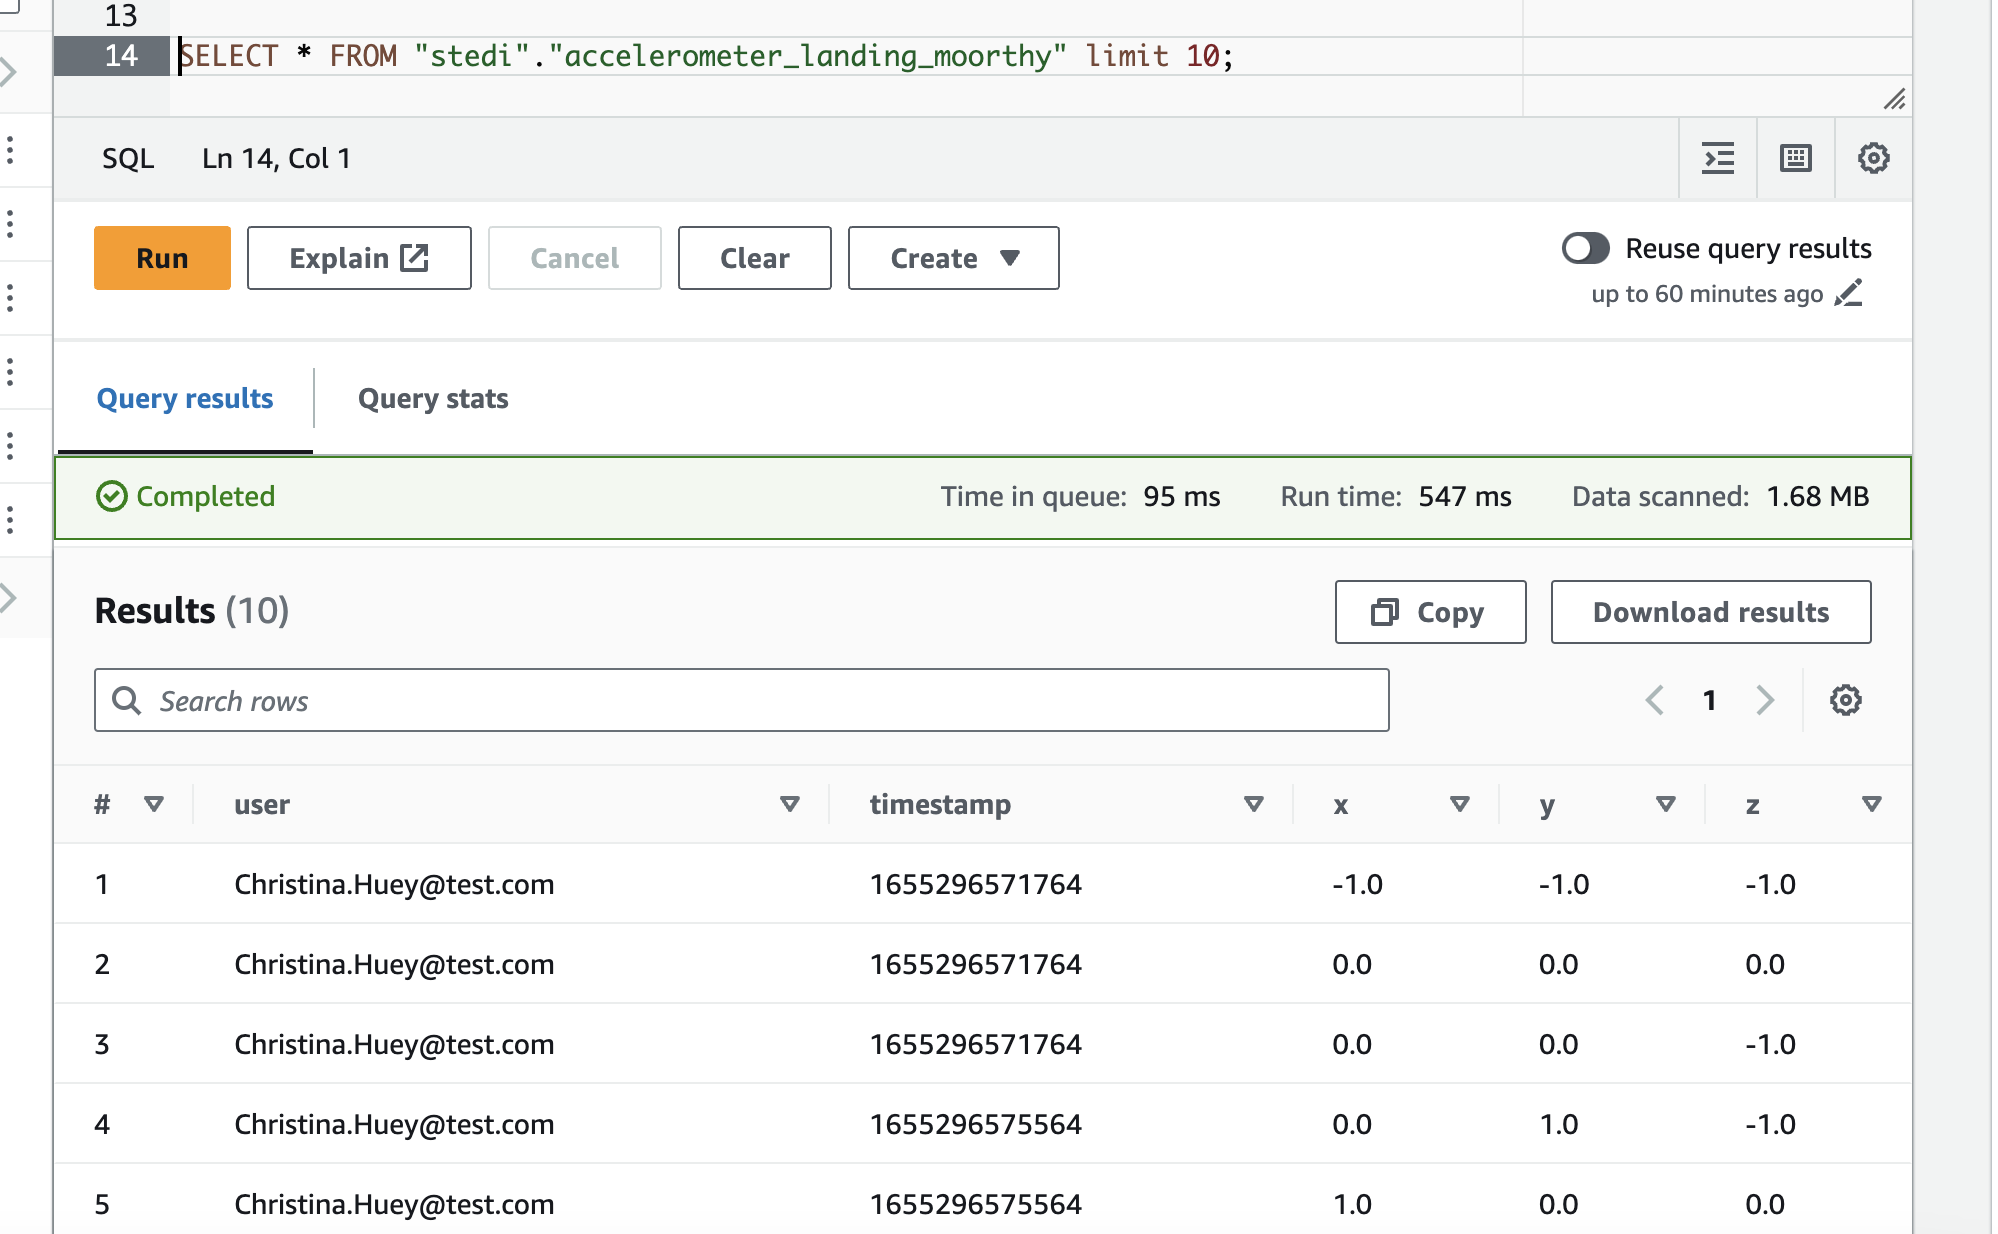 13
14 SELECT * FROM "stedi"."accelerometer_landing_moorthy" limit 10;
SQL Ln 14, Col 1
Run Explain Cancel Clear Create Reuse query results
up to 60 minutes ago
Query results Query stats
Completed Time in queue: 95 ms Run time: 547 ms Data scanned: 1.68 MB
Results (10) Copy Download results
Search rows 1
# user timestamp x y z
1 Christina.Huey@test.com 1655296571764 -1.0 -1.0 -1.0
2 Christina.Huey@test.com 1655296571764 0.0 0.0 0.0
3 Christina.Huey@test.com 1655296571764 0.0 0.0 -1.0
4 Christina.Huey@test.com 1655296575564 0.0 1.0 -1.0
5 Christina.Huey@test.com 1655296575564 1.0 0.0 0.0